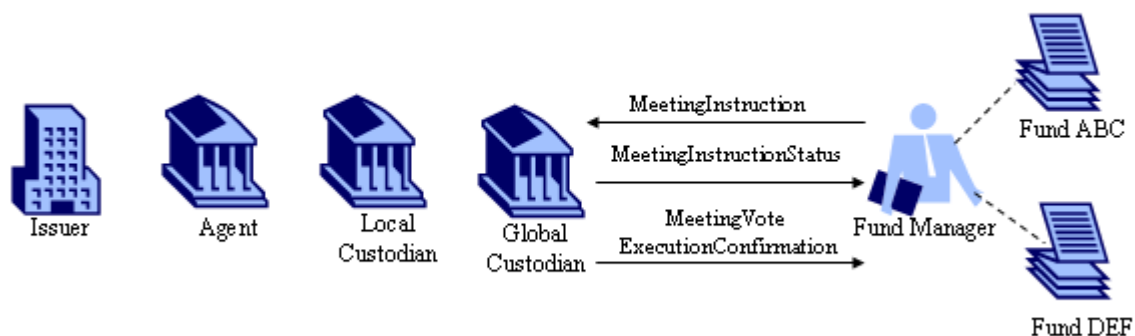 MeetingInstruction
Fund ABC
MeetingInstructionStatus
Issuer
Agent
Local
Custodian
Global
Custodian
MeetingVote
ExecutionConfirmation
Fund Manager
Fund DEF